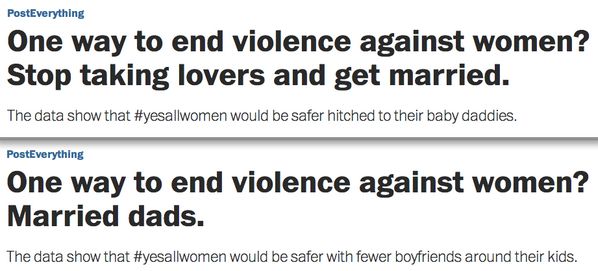 PostEverything
One way to end violence against women?
Stop taking lovers and get married.
The data show that #yesallwomen would be safer hitched to their baby daddies.
PostEverything
One way to end violence against women?
Married dads.
The data show that #yesallwomen would be safer with fewer boyfriends around their kids.